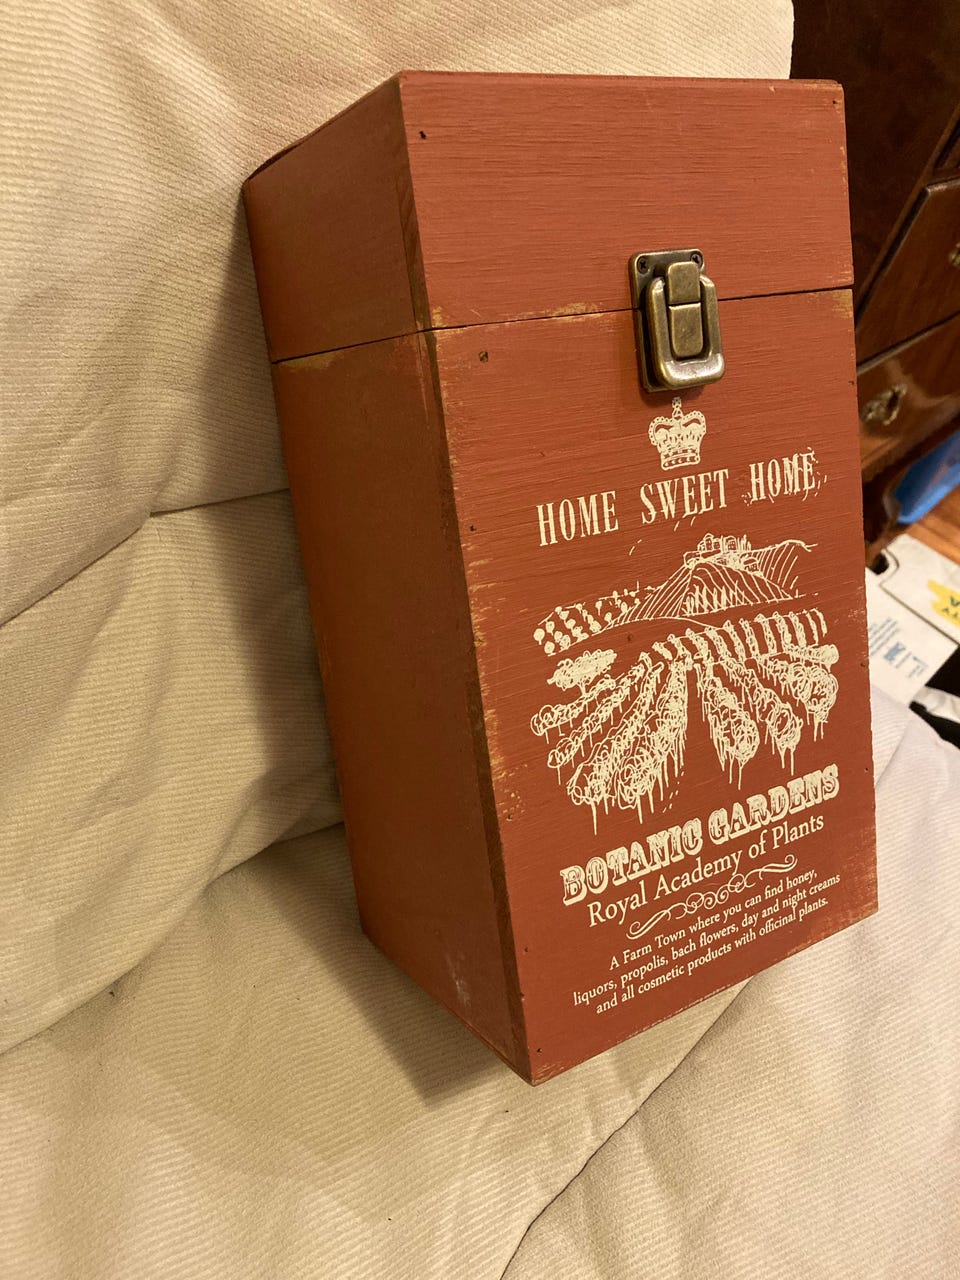 HOME SWEET HOME
BOTANIC GARDENS
Royal Academy of Plants
A Farm Town where you can find honey,
liquors, propolis, bach flowers, day and night creams
and all cosmetic products with officinal plants.